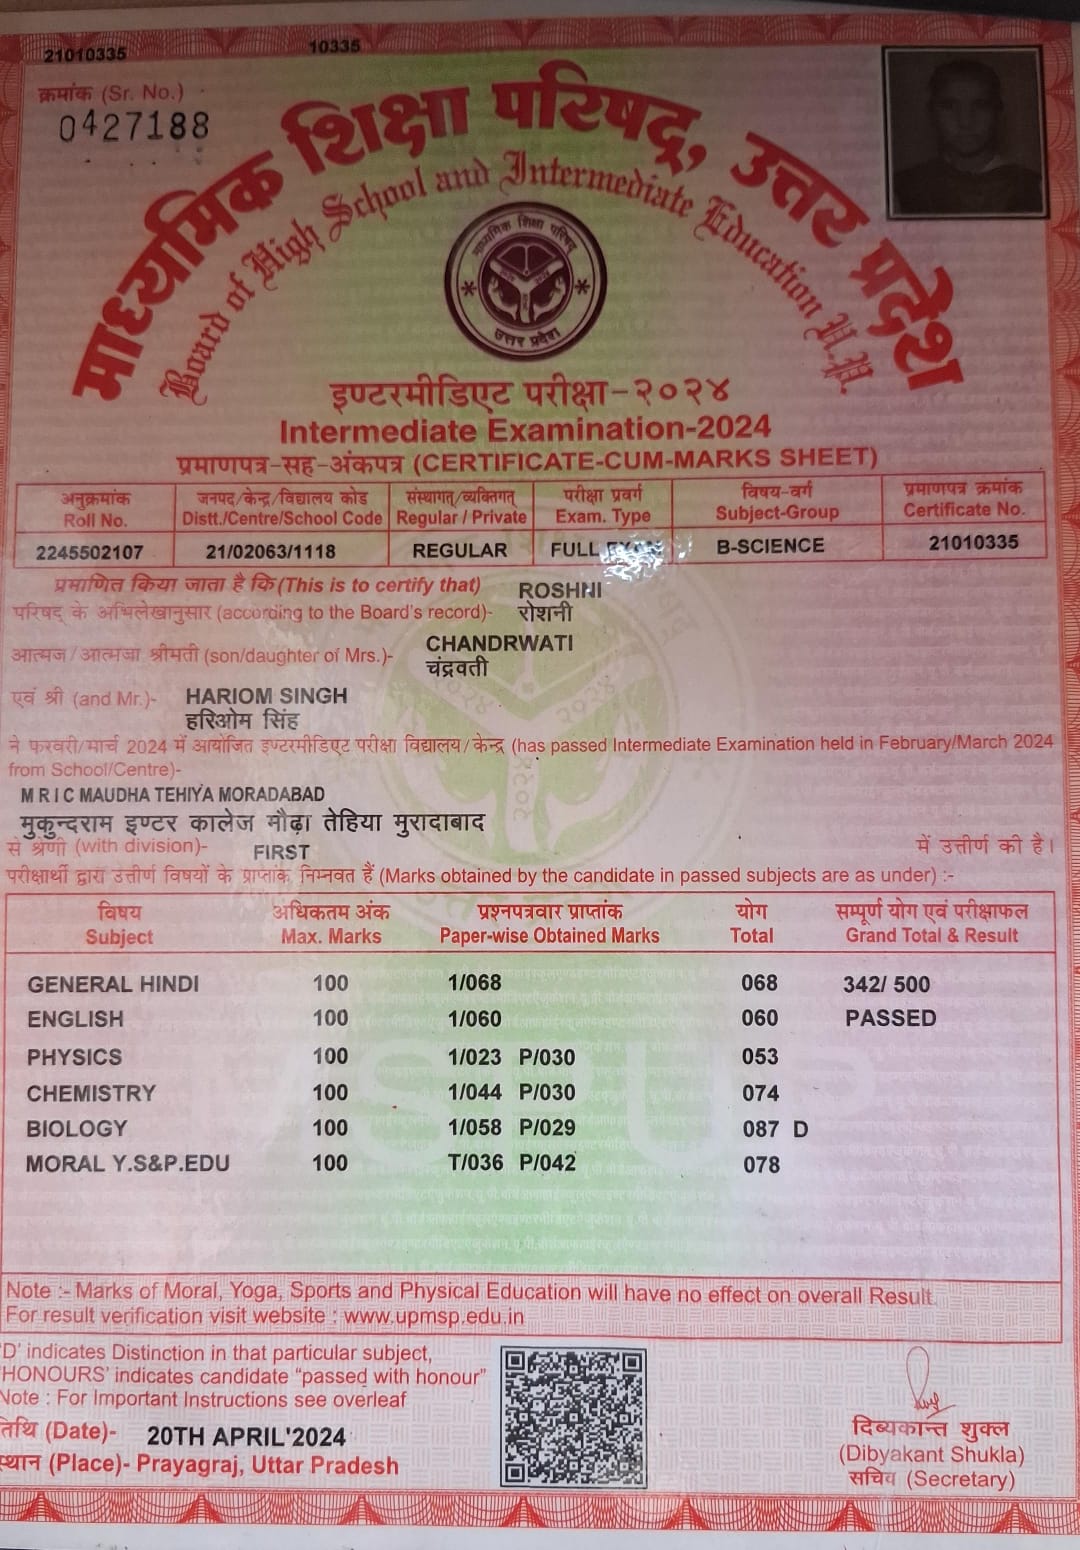 21010335 10335
क्रमांक (Sr. No.)
0427188
माध्यमिक शिक्षा परिषद्, उत्तर प्रदेश
Board of High School and Intermediate Education U.P.
माध्यमिक शिक्षा परिषद्
उत्तर प्रदेश
इण्टरमीडिएट परीक्षा-२०२४
Intermediate Examination-2024
प्रमाणपत्र-सह-अंकपत्र (CERTIFICATE-CUM-MARKS SHEET)
अनुक्रमांक जनपद/केन्द्र/विद्यालय कोड संस्थागत्/व्यक्तिगत् परीक्षा प्रवर्ग विषय-वर्ग प्रमाणपत्र क्रमांक
Roll No. Distt./Centre/School Code Regular / Private Exam. Type Subject-Group Certificate No.
2245502107 21/02063/1118 REGULAR FULL EXAM B-SCIENCE 21010335
प्रमाणित किया जाता है कि (This is to certify that) ROSHNI
परिषद् के अभिलेखानुसार (according to the Board's record)- रोशनी
CHANDRWATI
आत्मज/आत्मजा श्रीमती (son/daughter of Mrs.)- चंद्रवती
एवं श्री (and Mr.)- HARIOM SINGH
हरिओम सिंह
ने फरवरी/मार्च 2024 में आयोजित इण्टरमीडिएट परीक्षा विद्यालय/केन्द्र (has passed Intermediate Examination held in February/March 2024
from School/Centre)-
M R I C MAUDHA TEHIYA MORADABAD
मुकुन्दराम इण्टर कालेज मौढ़ा तेहिया मुरादाबाद
से श्रेणी (with division)- FIRST में उत्तीर्ण की है।
परीक्षार्थी द्वारा उत्तीर्ण विषयों के प्राप्तांक निम्नवत हैं (Marks obtained by the candidate in passed subjects are as under) :-
विषय अधिकतम अंक प्रश्नपत्रवार प्राप्तांक योग सम्पूर्ण योग एवं परीक्षाफल
Subject Max. Marks Paper-wise Obtained Marks Total Grand Total & Result
GENERAL HINDI 100 1/068 068 342/ 500
ENGLISH 100 1/060 060 PASSED
PHYSICS 100 1/023 P/030 053
CHEMISTRY 100 1/044 P/030 074
BIOLOGY 100 1/058 P/029 087 D
MORAL Y.S&P.EDU 100 T/036 P/042 078
Note :- Marks of Moral, Yoga, Sports and Physical Education will have no effect on overall Result.
For result verification visit website : www.upmsp.edu.in
'D' indicates Distinction in that particular subject,
'HONOURS' indicates candidate "passed with honour"
Note : For Important Instructions see overleaf
तिथि (Date)- 20TH APRIL'2024
स्थान (Place)- Prayagraj, Uttar Pradesh
दिब्यकान्त शुक्ल
(Dibyakant Shukla)
सचिव (Secretary)